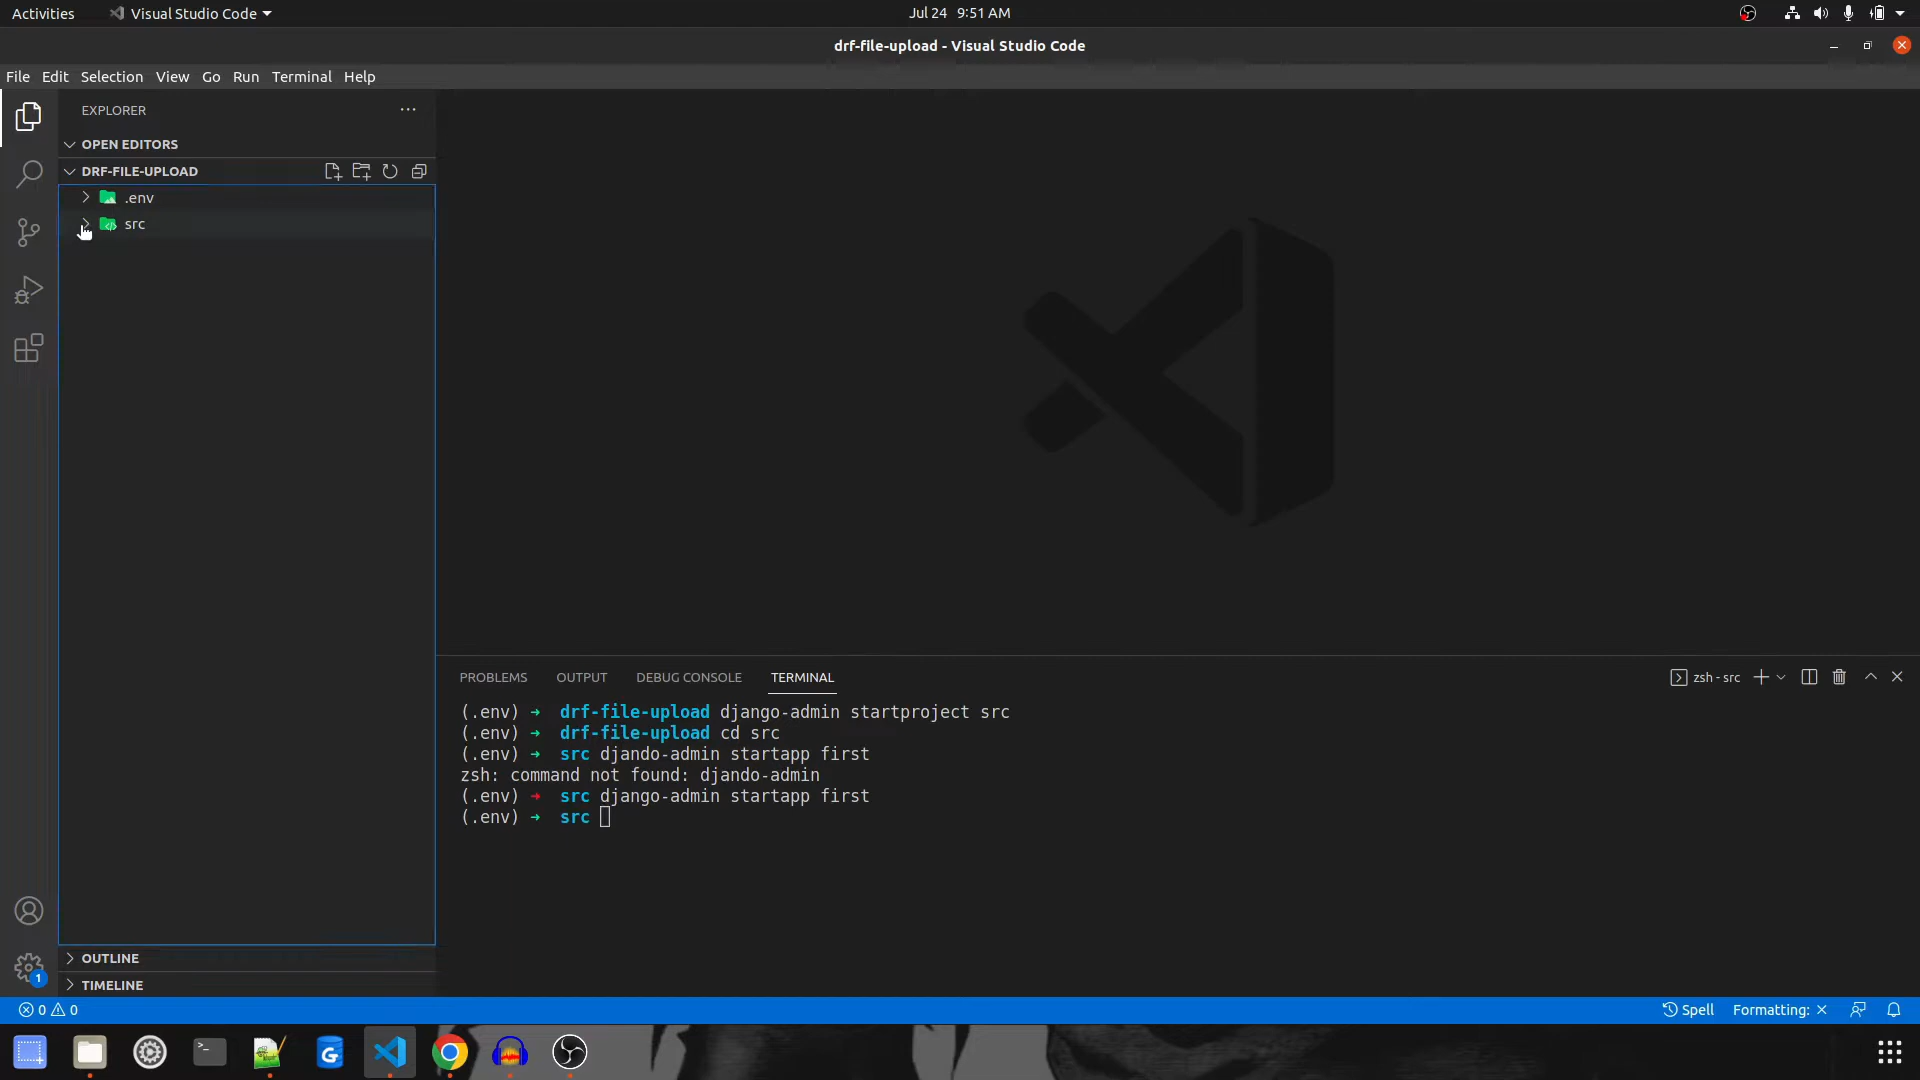 Activities
Visual Studio Code
Jul 24 9:51 AM
drf-file-upload - Visual Studio Code
File Edit Selection View Go Run Terminal Help
EXPLORER
OPEN EDITORS
DRF-FILE-UPLOAD
.env
src
PROBLEMS OUTPUT DEBUG CONSOLE TERMINAL
zsh - src
(.env) ➜ drf-file-upload django-admin startproject src
(.env) ➜ drf-file-upload cd src
(.env) ➜ src djando-admin startapp first
zsh: command not found: djando-admin
(.env) ➜ src django-admin startapp first
(.env) ➜ src
OUTLINE
1
TIMELINE
0 0
Spell
Formatting: ×